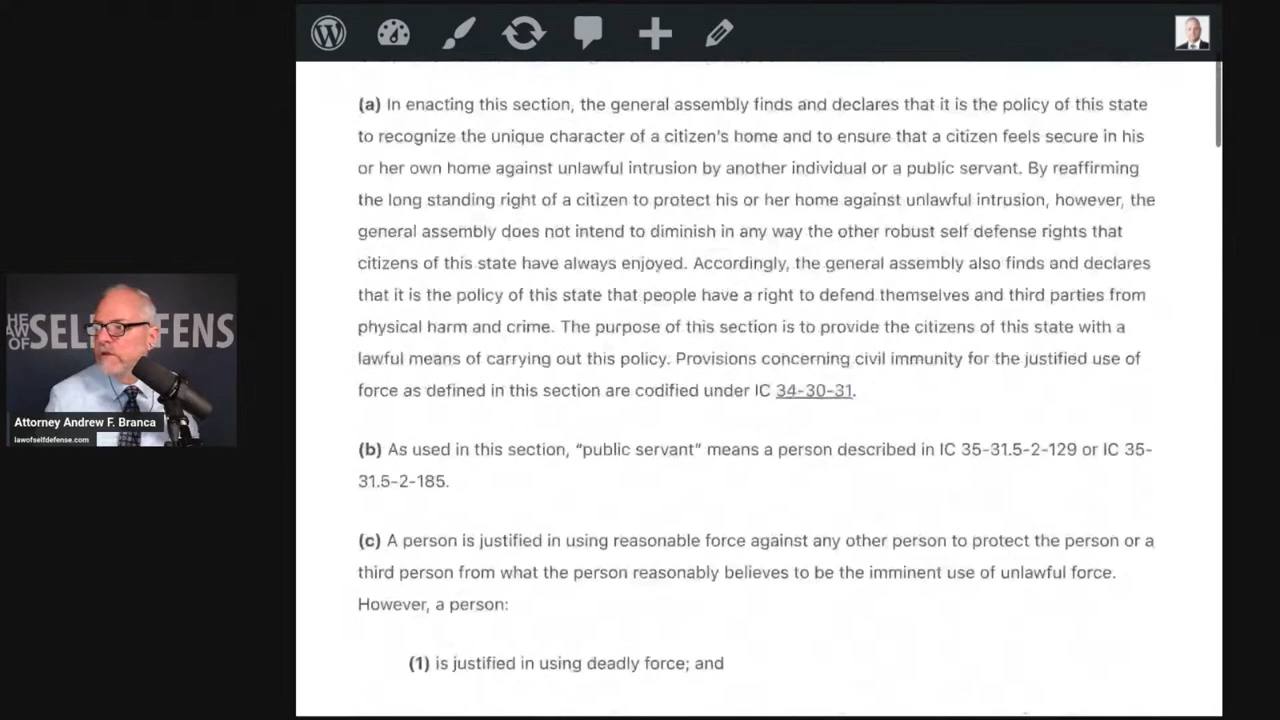 (a) In enacting this section, the general assembly finds and declares that it is the policy of this state
to recognize the unique character of a citizen's home and to ensure that a citizen feels secure in his
or her own home against unlawful intrusion by another individual or a public servant. By reaffirming
the long standing right of a citizen to protect his or her home against unlawful intrusion, however, the
general assembly does not intend to diminish in any way the other robust self defense rights that
citizens of this state have always enjoyed. Accordingly, the general assembly also finds and declares
that it is the policy of this state that people have a right to defend themselves and third parties from
physical harm and crime. The purpose of this section is to provide the citizens of this state with a
lawful means of carrying out this policy. Provisions concerning civil immunity for the justified use of
force as defined in this section are codified under IC 34-30-31.
(b) As used in this section, “public servant” means a person described in IC 35-31.5-2-129 or IC 35-
31.5-2-185.
(c) A person is justified in using reasonable force against any other person to protect the person or a
third person from what the person reasonably believes to be the imminent use of unlawful force.
However, a person:
(1) is justified in using deadly force; and
HE
AW
OF
SEL
EFENS
Attorney Andrew F. Branca
lawofselfdefense.com